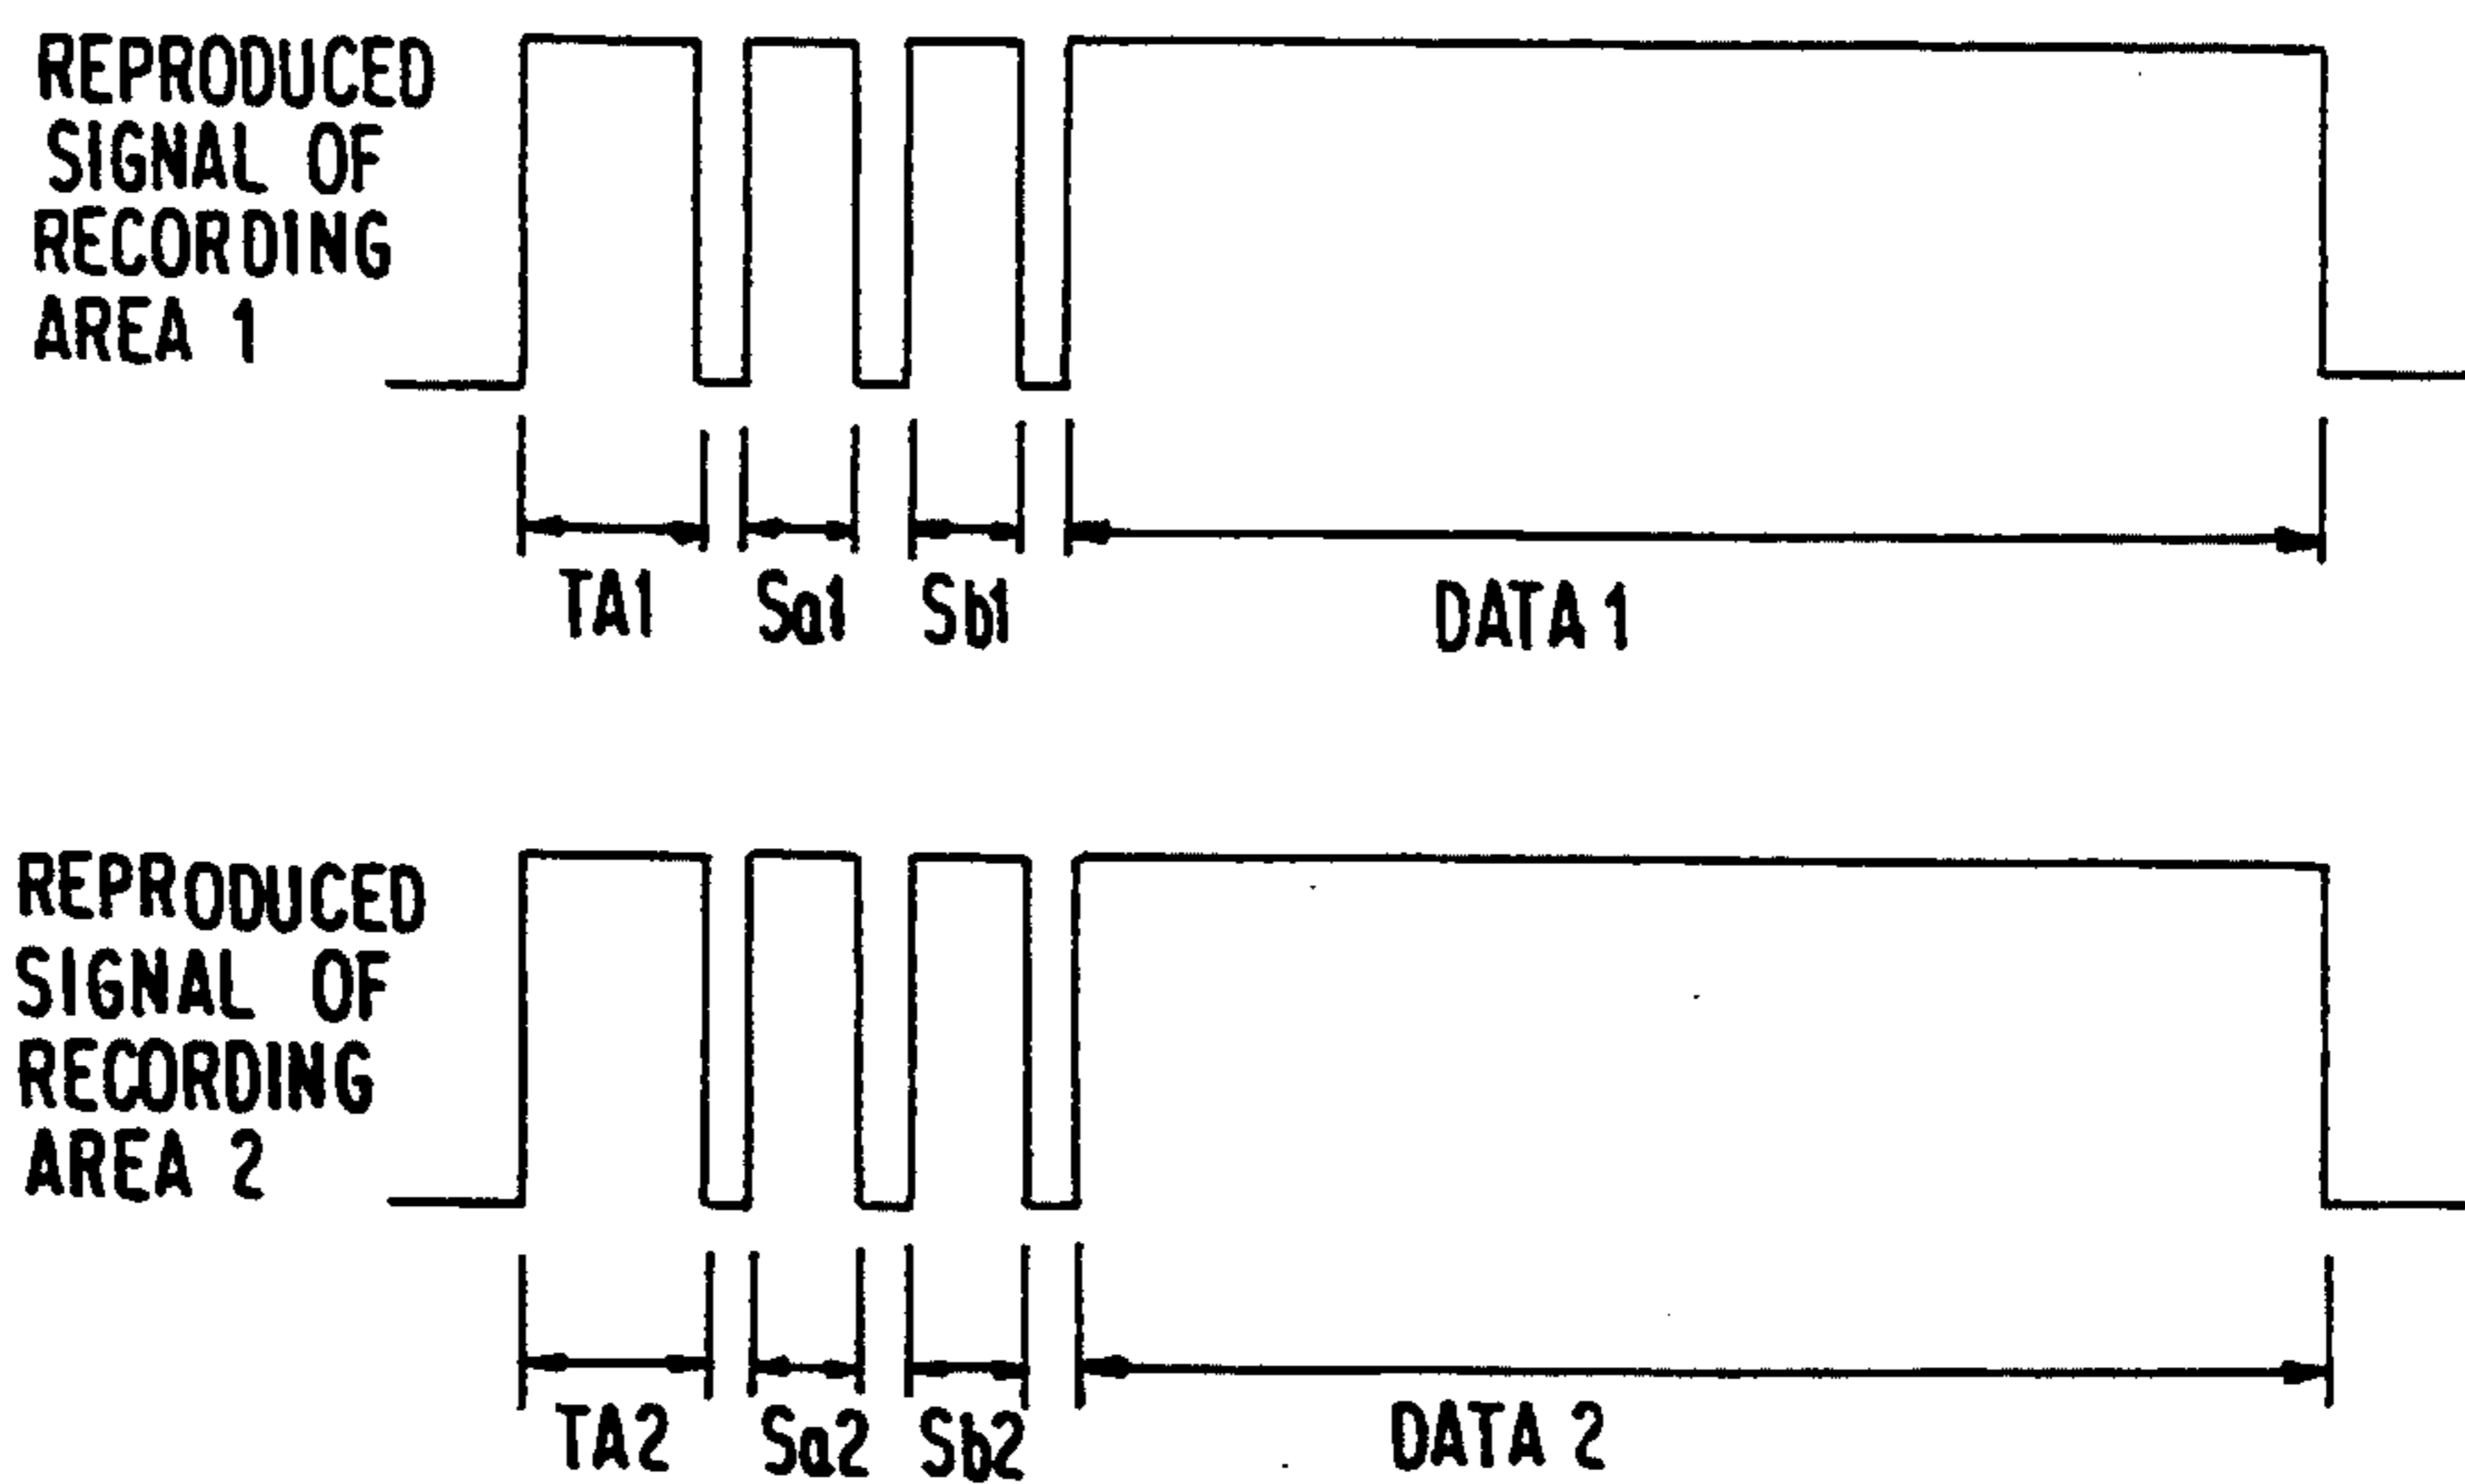 REPRODUCED
SIGNAL OF
RECORDING
AREA 1
TA1 Sa1 Sb1 DATA 1
REPRODUCED
SIGNAL OF
RECORDING
AREA 2
TA2 Sa2 Sb2 DATA 2